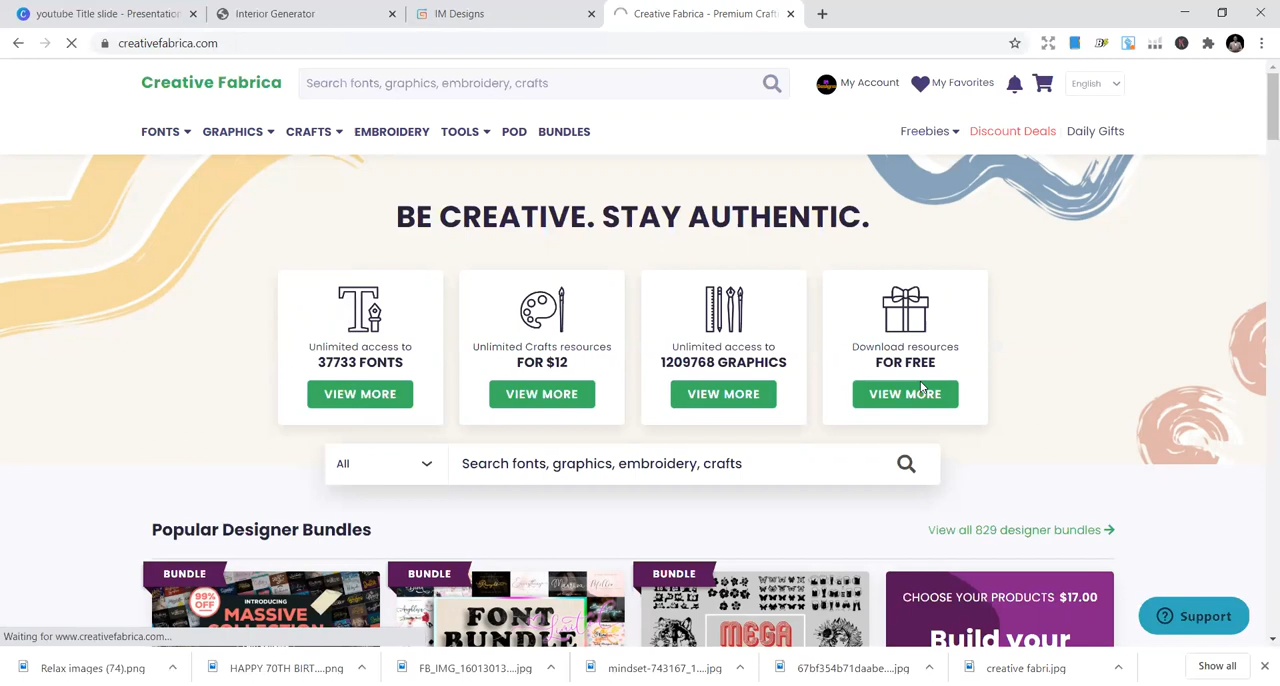 youtube Title slide - Presentation
Interior Generator
IM Designs
Creative Fabrica - Premium Craft
creativefabrica.com
Creative Fabrica
Search fonts, graphics, embroidery, crafts
My Account
My Favorites
English
FONTS
GRAPHICS
CRAFTS
EMBROIDERY
TOOLS
POD
BUNDLES
Freebies
Discount Deals
Daily Gifts
BE CREATIVE. STAY AUTHENTIC.
Unlimited access to
37733 FONTS
VIEW MORE
Unlimited Crafts resources
FOR $12
VIEW MORE
Unlimited access to
1209768 GRAPHICS
VIEW MORE
Download resources
FOR FREE
VIEW MORE
All
Search fonts, graphics, embroidery, crafts
Popular Designer Bundles
View all 829 designer bundles
BUNDLE
99%
OFF
INTRODUCING
MASSIVE
COLLECTION
BUNDLE
FONT
BUNDLE
BUNDLE
MEGA
CHOOSE YOUR PRODUCTS $17.00
Build your
Support
Waiting for www.creativefabrica.com...
Relax images (74).png
HAPPY 70TH BIRT....png
FB_IMG_16013013....jpg
mindset-743167_1....jpg
67bf354b71daabe....jpg
creative fabri.jpg
Show all